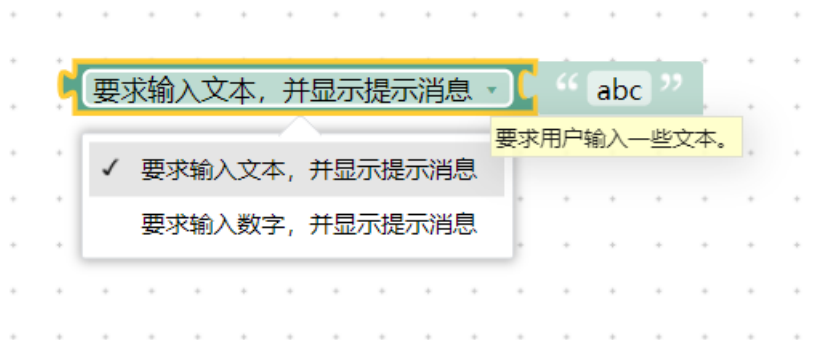 要求输入文本，并显示提示消息
“ abc ”
要求用户输入一些文本。
✓ 要求输入文本，并显示提示消息
要求输入数字，并显示提示消息